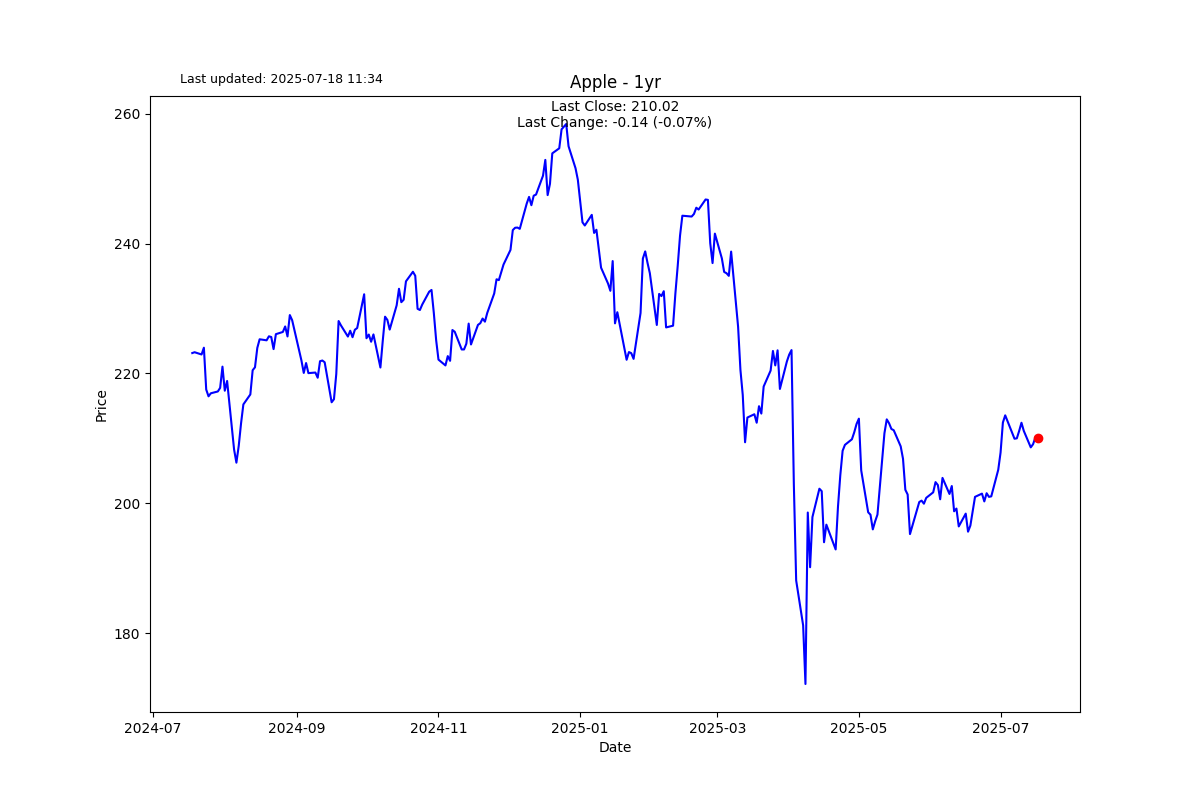 Last updated: 2025-07-18 11:34
Apple - 1yr
Last Close: 210.02
Last Change: -0.14 (-0.07%)
260
240
220
200
180
Price
2024-07
2024-09
2024-11
2025-01
2025-03
2025-05
2025-07
Date